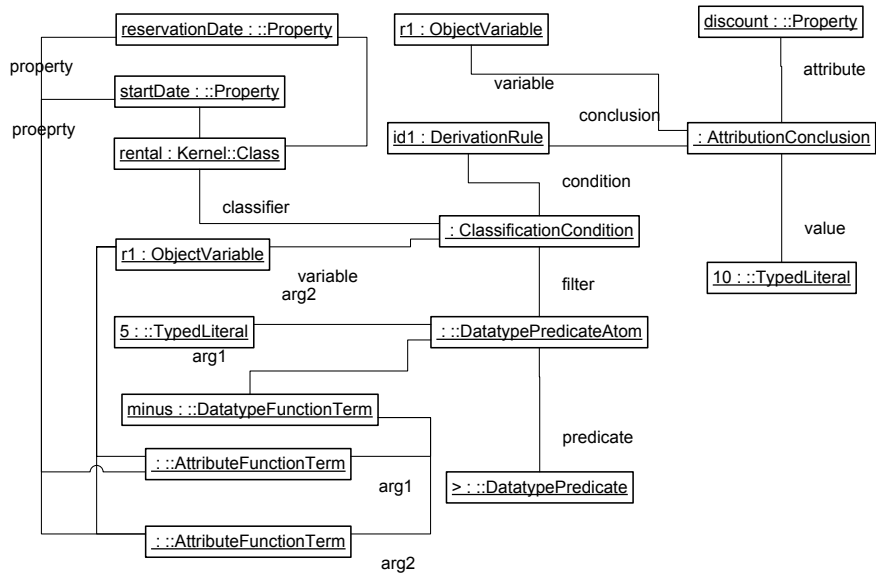 reservationDate : ::Property
r1 : ObjectVariable
discount : ::Property
property
attribute
startDate : ::Property
variable
proeprty
conclusion
rental : Kernel::Class
id1 : DerivationRule
: AttributionConclusion
condition
classifier
: ClassificationCondition
value
r1 : ObjectVariable
variable
10 : ::TypedLiteral
filter
arg2
5 : ::TypedLiteral
: ::DatatypePredicateAtom
arg1
minus : ::DatatypeFunctionTerm
predicate
: ::AttributeFunctionTerm
arg1
> : ::DatatypePredicate
: ::AttributeFunctionTerm
arg2